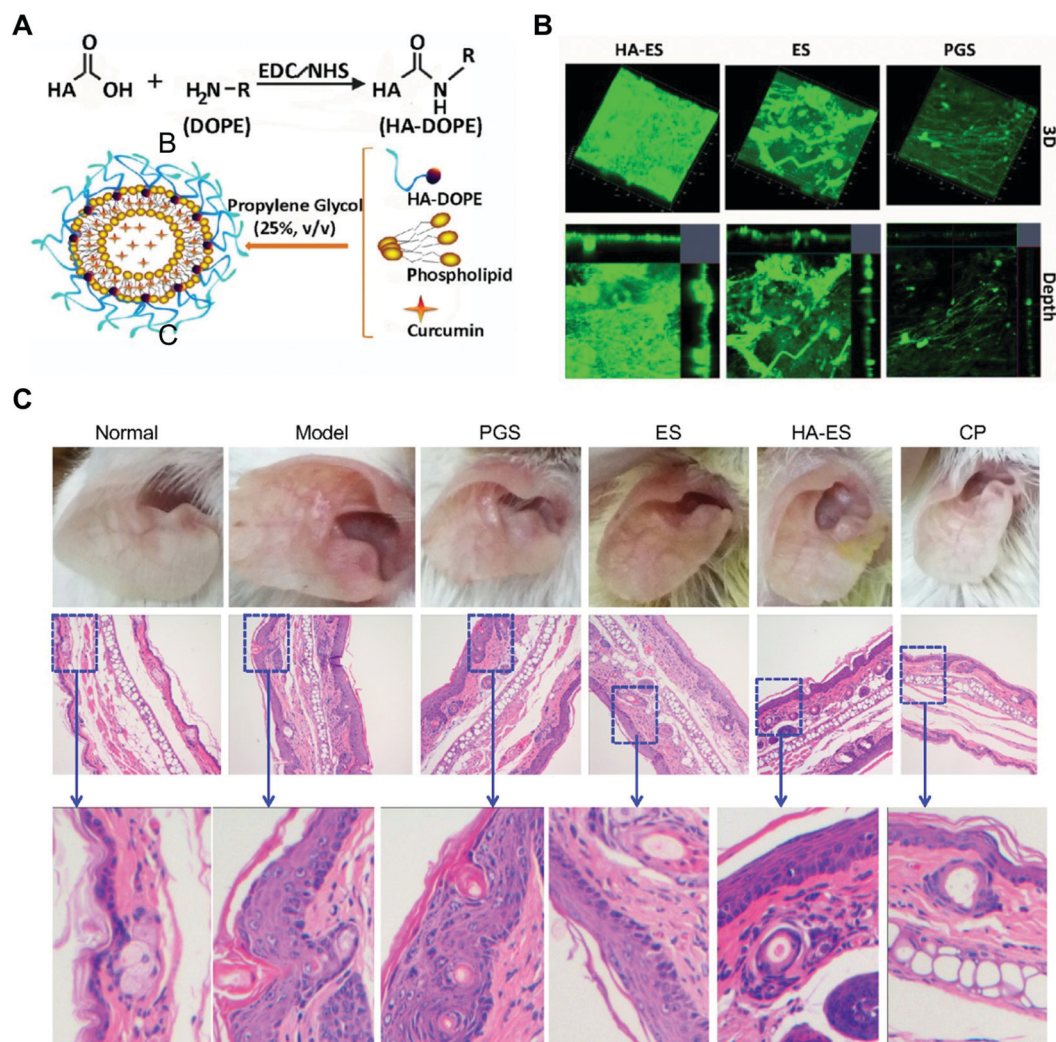 A
O
HA
OH
+
H₂N—R
(DOPE)
EDC/NHS
O
HA
N
H
R
(HA-DOPE)
B
C
Propylene Glycol
(25%, v/v)
HA-DOPE
Phospholipid
Curcumin
B
HA-ES ES PGS
3D
Depth
C
Normal Model PGS ES HA-ES CP